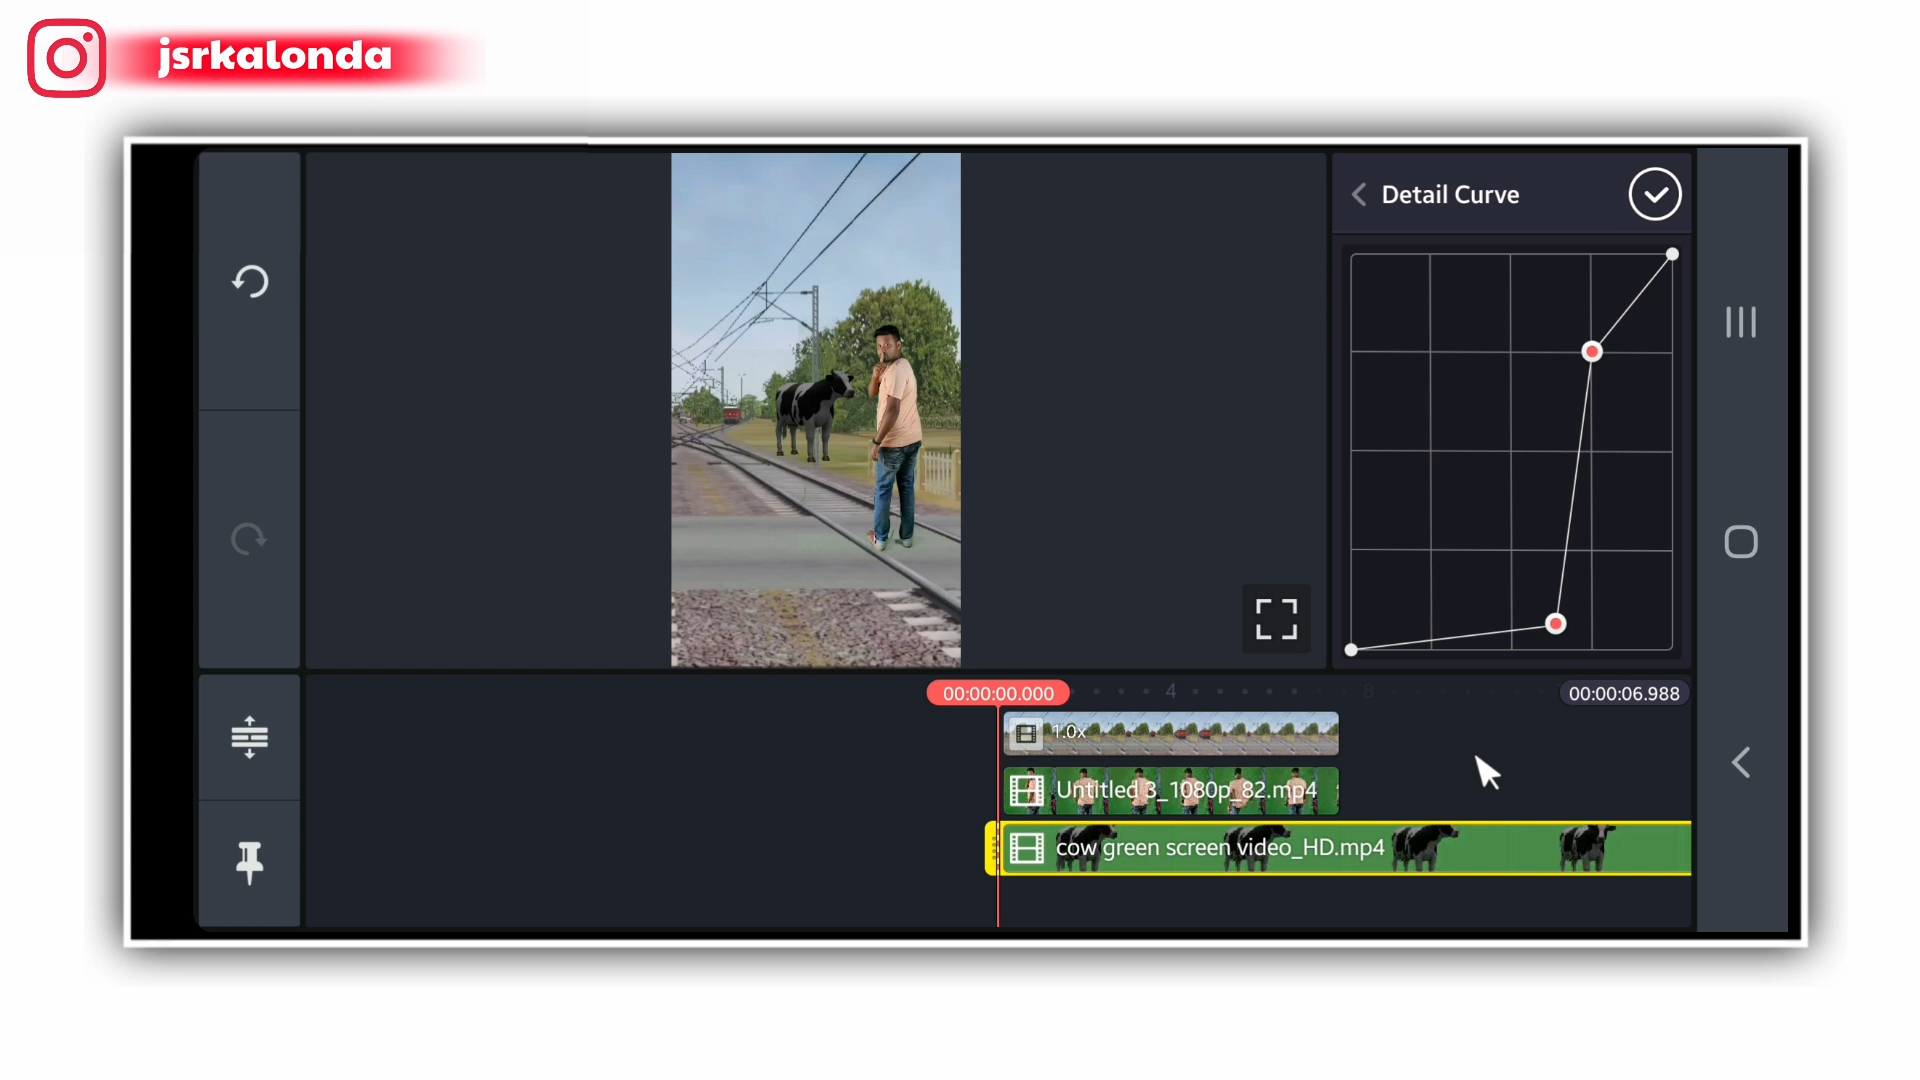 jsrkalonda
Detail Curve
00:00:00.000
4
8
00:00:06.988
1.0x
Untitled 3_1080p_82.mp4
cow green screen video_HD.mp4